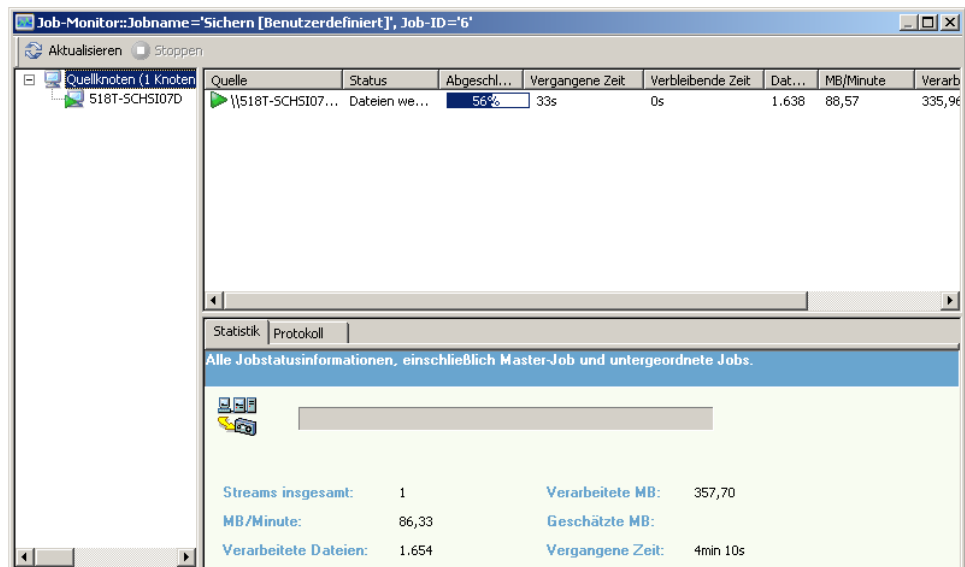 Job-Monitor::Jobname='Sichern [Benutzerdefiniert]', Job-ID='6'
Aktualisieren Stoppen
Quellknoten (1 Knoten
518T-SCHSI07D
Quelle Status Abgeschl... Vergangene Zeit Verbleibende Zeit Dat... MB/Minute Verarb
\\518T-SCHSI07... Dateien we... 56% 33s 0s 1.638 88,57 335,96
Statistik Protokoll
Alle Jobstatusinformationen, einschließlich Master-Job und untergeordnete Jobs.
Streams insgesamt: 1 Verarbeitete MB: 357,70
MB/Minute: 86,33 Geschätzte MB:
Verarbeitete Dateien: 1.654 Vergangene Zeit: 4min 10s